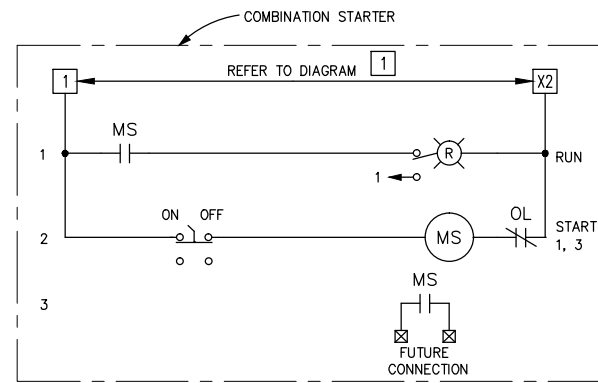 COMBINATION STARTER
1
REFER TO DIAGRAM 1
X2
MS
1
R
RUN
1
ON OFF
OL
START
2
MS
1, 3
MS
3
FUTURE
CONNECTION